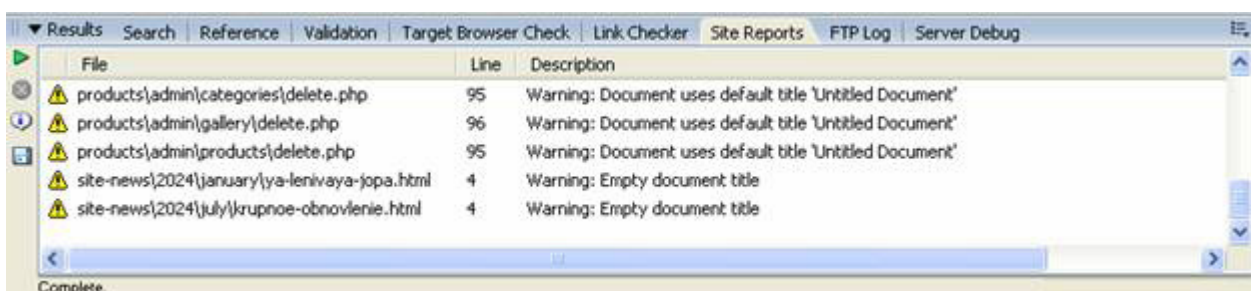 Results Search Reference Validation Target Browser Check Link Checker Site Reports FTP Log Server Debug
File Line Description
products\admin\categories\delete.php 95 Warning: Document uses default title 'Untitled Document'
products\admin\gallery\delete.php 96 Warning: Document uses default title 'Untitled Document'
products\admin\products\delete.php 95 Warning: Document uses default title 'Untitled Document'
site-news\2024\january\ya-lenivaya-jopa.html 4 Warning: Empty document title
site-news\2024\july\krupnoe-obnovlenie.html 4 Warning: Empty document title
Complete.